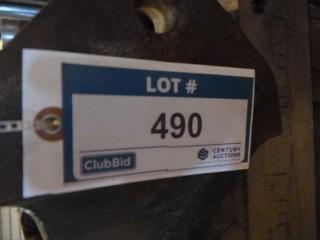 LOT #
490
ClubBid
CENTURY
AUCTIONS